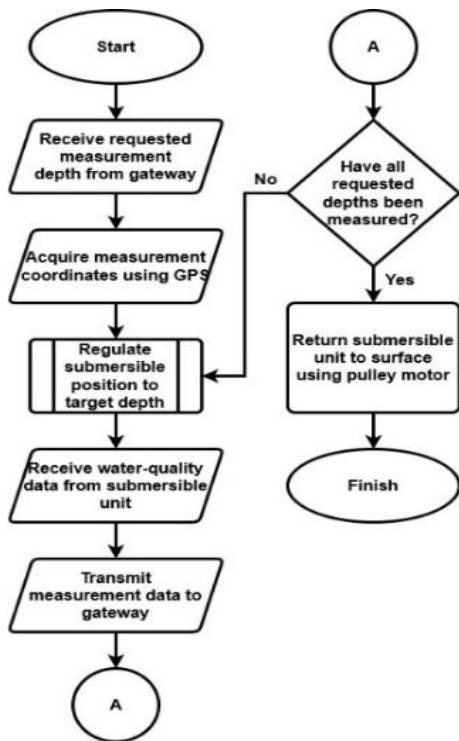 Start
Receive requested
measurement
depth from gateway
Acquire measurement
coordinates using GPS
Regulate
submersible
position to
target depth
Receive water-quality
data from submersible
unit
Transmit
measurement data to
gateway
A
A
Have all
requested
depths been
measured?
No
Yes
Return submersible
unit to surface
using pulley motor
Finish